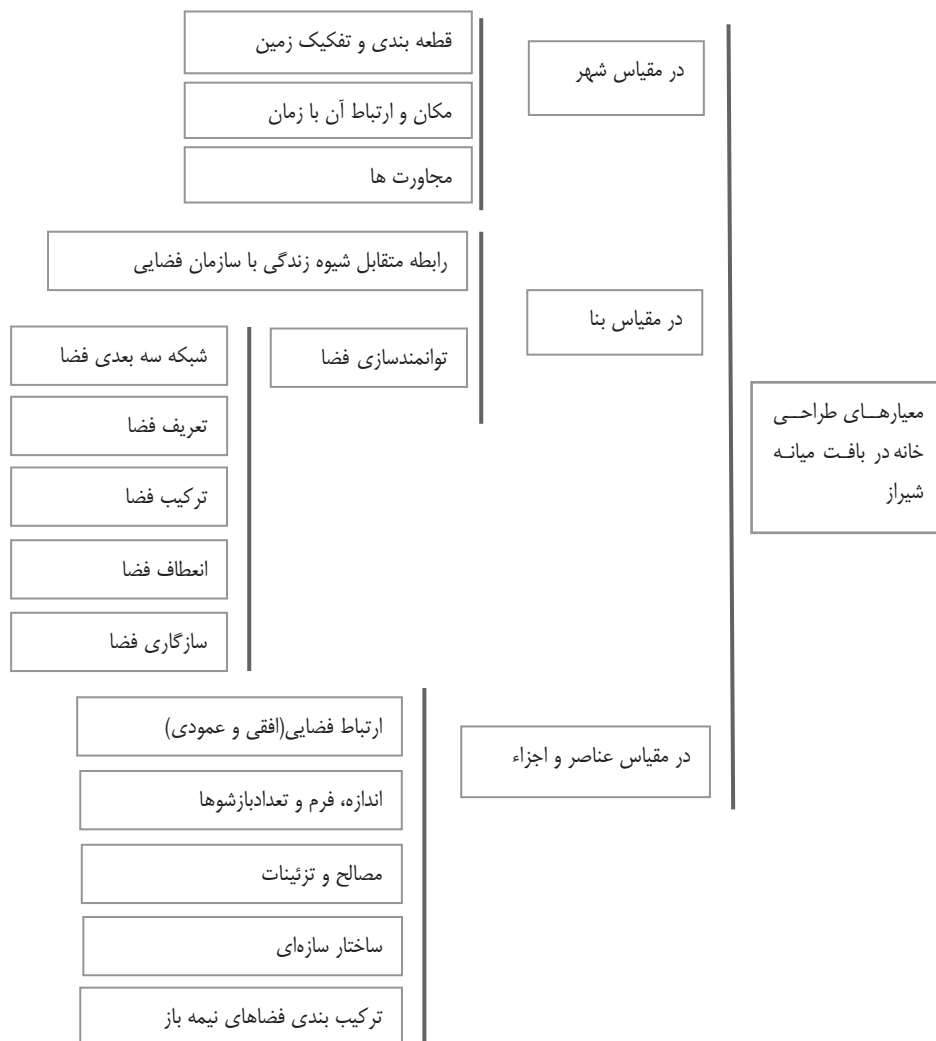 معیارهــای طراحــی
خانه در بافـت میانـه
شیراز
در مقیاس شهر
قطعه بندی و تفکیک زمین
مکان و ارتباط آن با زمان
مجاورت ها
در مقیاس بنا
رابطه متقابل شیوه زندگی با سازمان فضایی
توانمندسازی فضا
شبکه سه بعدی فضا
تعریف فضا
ترکیب فضا
انعطاف فضا
سازگاری فضا
در مقیاس عناصر و اجزاء
ارتباط فضایی(افقی و عمودی)
اندازه، فرم و تعدادبازشوها
مصالح و تزئینات
ساختار سازه‌ای
ترکیب بندی فضاهای نیمه باز